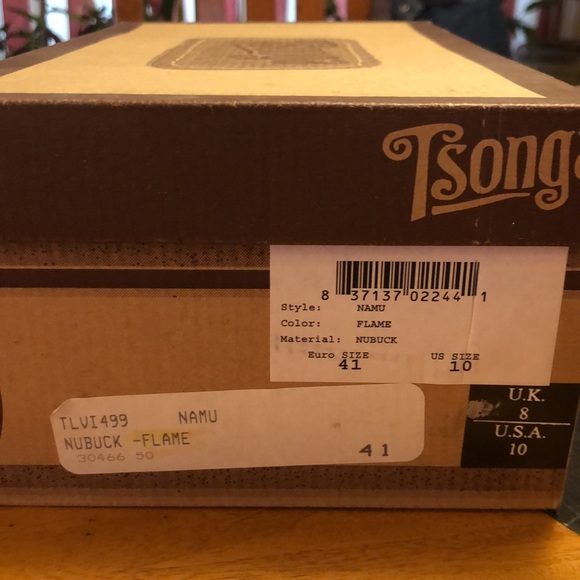 Tsong
8 37137 02244 1
Style: NAMU
Color: FLAME
Material: NUBUCK
Euro SIZE US SIZE
41 10
U.K.
8
U.S.A.
10
TLVI499 NAMU
NUBUCK -FLAME
30466 50 41